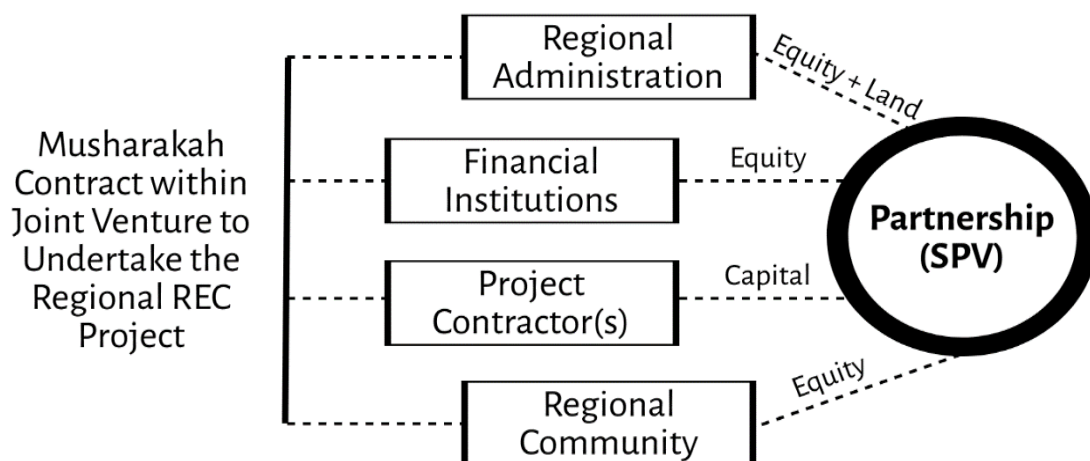 Musharakah
Contract within
Joint Venture to
Undertake the
Regional REC
Project
Regional
Administration
Equity + Land
Financial
Institutions
Equity
Project
Contractor(s)
Capital
Regional
Community
Equity
Partnership
(SPV)